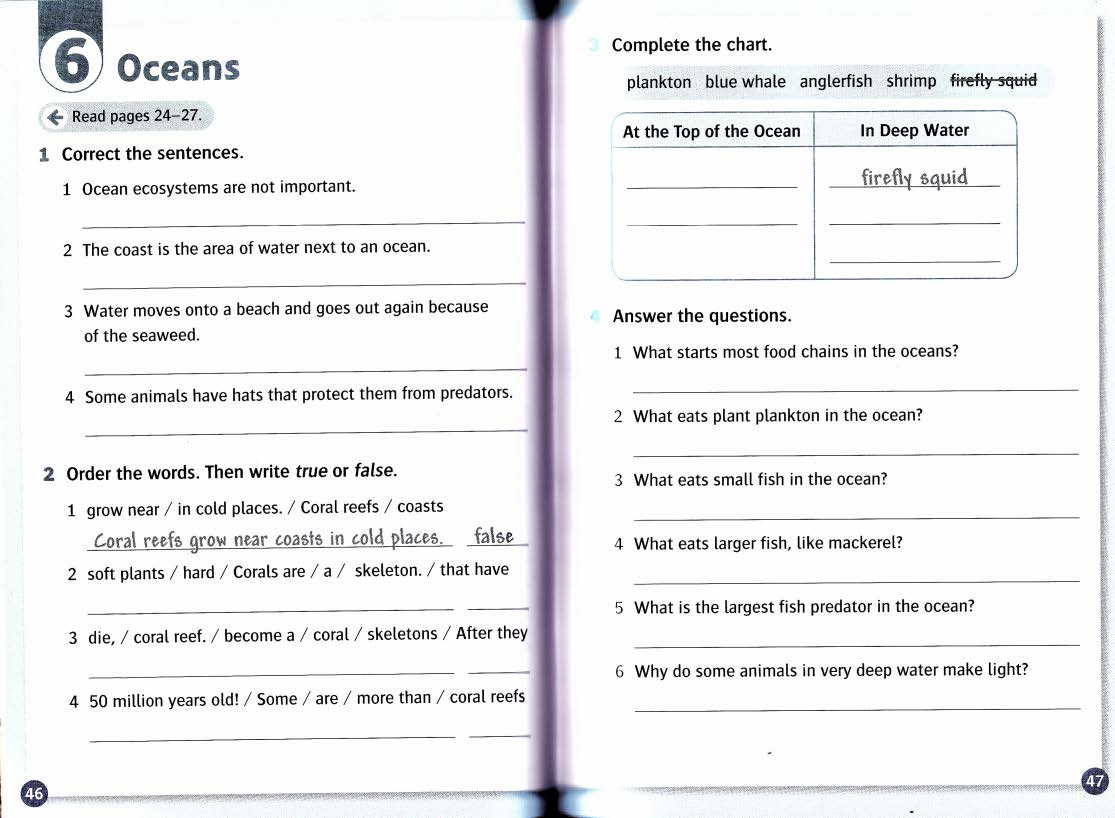 6 Oceans
← Read pages 24–27.
1 Correct the sentences.
1 Ocean ecosystems are not important.
2 The coast is the area of water next to an ocean.
3 Water moves onto a beach and goes out again because
of the seaweed.
4 Some animals have hats that protect them from predators.
2 Order the words. Then write true or false.
1 grow near / in cold places. / Coral reefs / coasts
Coral reefs grow near coasts in cold places. false
2 soft plants / hard / Corals are / a / skeleton. / that have
3 die, / coral reef. / become a / coral / skeletons / After they
4 50 million years old! / Some / are / more than / coral reefs
46
3 Complete the chart.
plankton blue whale anglerfish shrimp firefly squid
At the Top of the Ocean In Deep Water
firefly squid
4 Answer the questions.
1 What starts most food chains in the oceans?
2 What eats plant plankton in the ocean?
3 What eats small fish in the ocean?
4 What eats larger fish, like mackerel?
5 What is the largest fish predator in the ocean?
6 Why do some animals in very deep water make light?
47